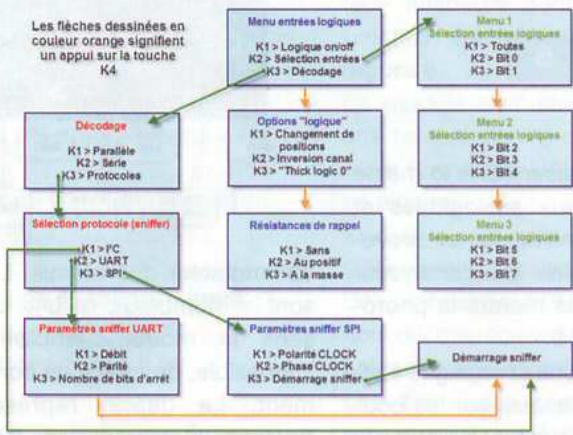 Les flèches dessinées en
couleur orange signifient
un appui sur la touche
K4
Menu entrées logiques
K1 > Logique on/off
K2 > Sélection entrées
K3 > Décodage
Menu 1
Sélection entrées logiques
K1 > Toutes
K2 > Bit 0
K3 > Bit 1
Décodage
K1 > Parallèle
K2 > Série
K3 > Protocoles
Options "logique"
K1 > Changement de
positions
K2 > Inversion canal
K3 > "Thick logic 0"
Menu 2
Sélection entrées logiques
K1 > Bit 2
K2 > Bit 3
K3 > Bit 4
Sélection protocole (sniffer)
K1 > I²C
K2 > UART
K3 > SPI
Résistances de rappel
K1 > Sans
K2 > Au positif
K3 > A la masse
Menu 3
Sélection entrées logiques
K1 > Bit 5
K2 > Bit 6
K3 > Bit 7
Paramètres sniffer UART
K1 > Débit
K2 > Parité
K3 > Nombre de bits d'arrêt
Paramètres sniffer SPI
K1 > Polarité CLOCK
K2 > Phase CLOCK
K3 > Démarrage sniffer
Démarrage sniffer